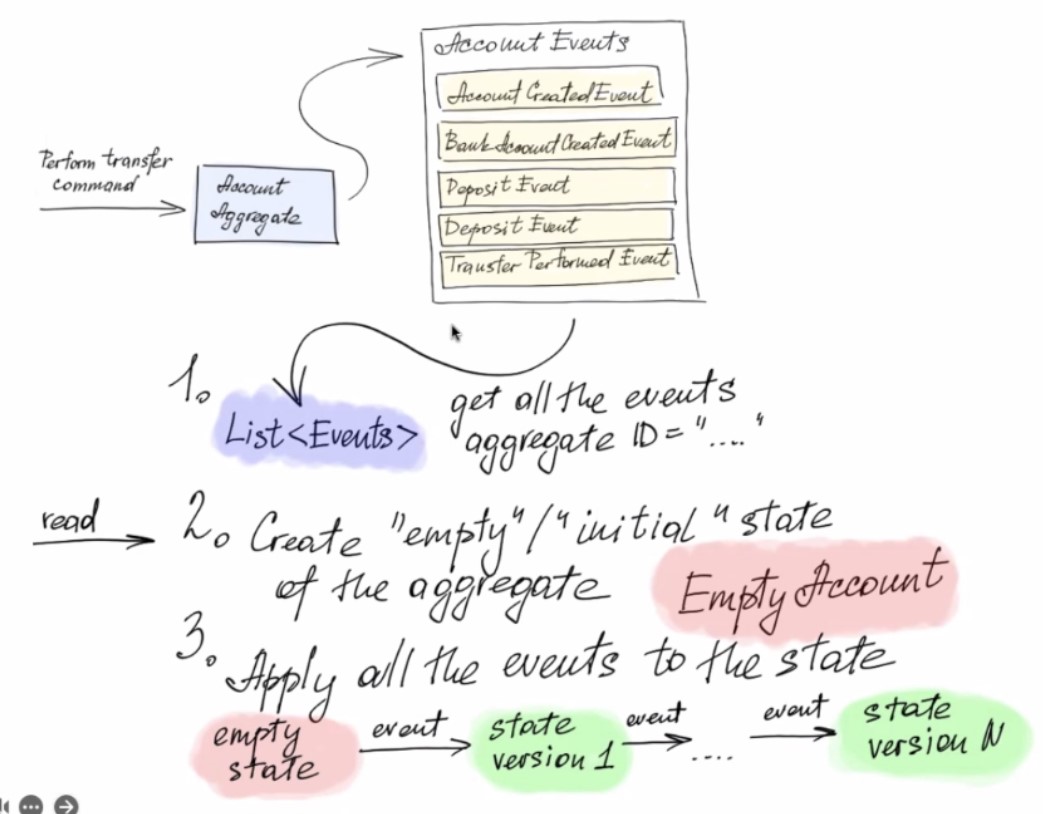 Account Events
Account Created Event
Bank Account Created Event
Deposit Event
Deposit Event
Transfer Performed Event
Perform transfer
command
Account
Aggregate
1.
List<Events>
get all the events
aggregate ID = "...."
read
2. Create "empty"/"initial" state
of the aggregate
Empty Account
3. Apply all the events to the state
empty
state
event
state
version 1
event
....
event
state
version N